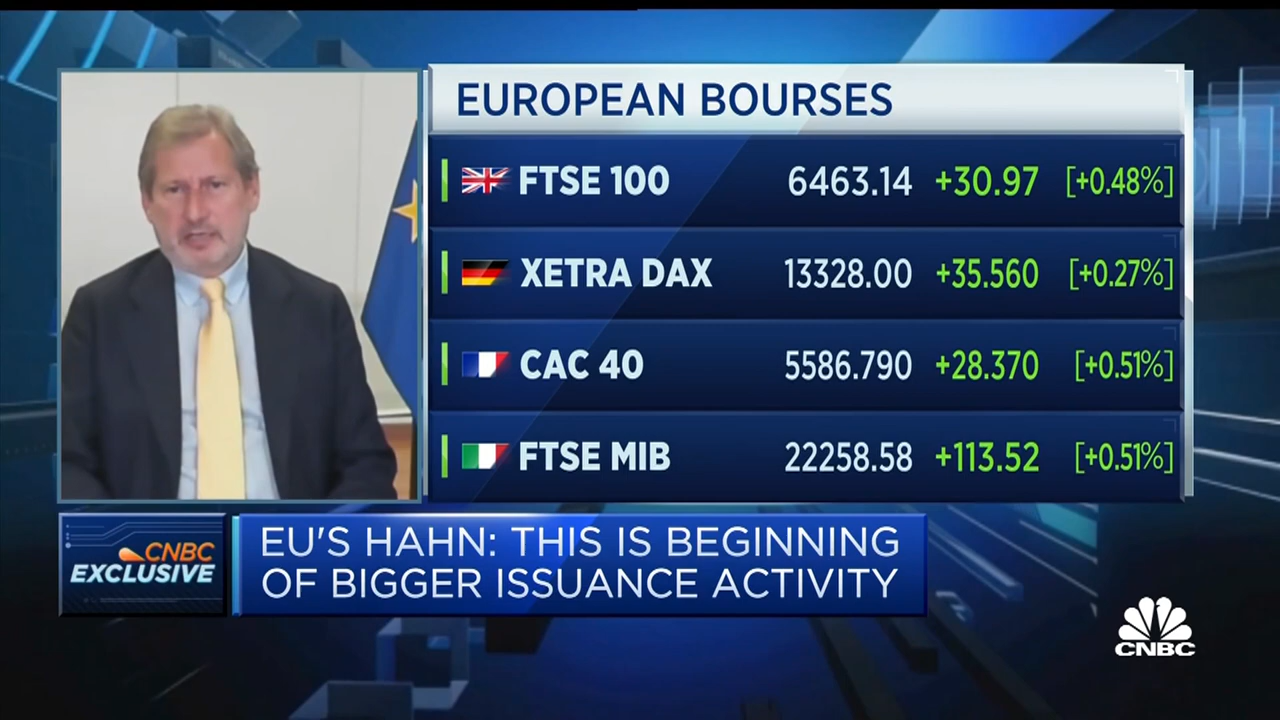 EUROPEAN BOURSES
FTSE 100 6463.14 +30.97 [+0.48%]
XETRA DAX 13328.00 +35.560 [+0.27%]
CAC 40 5586.790 +28.370 [+0.51%]
FTSE MIB 22258.58 +113.52 [+0.51%]
CNBC
EXCLUSIVE
EU'S HAHN: THIS IS BEGINNING
OF BIGGER ISSUANCE ACTIVITY
CNBC